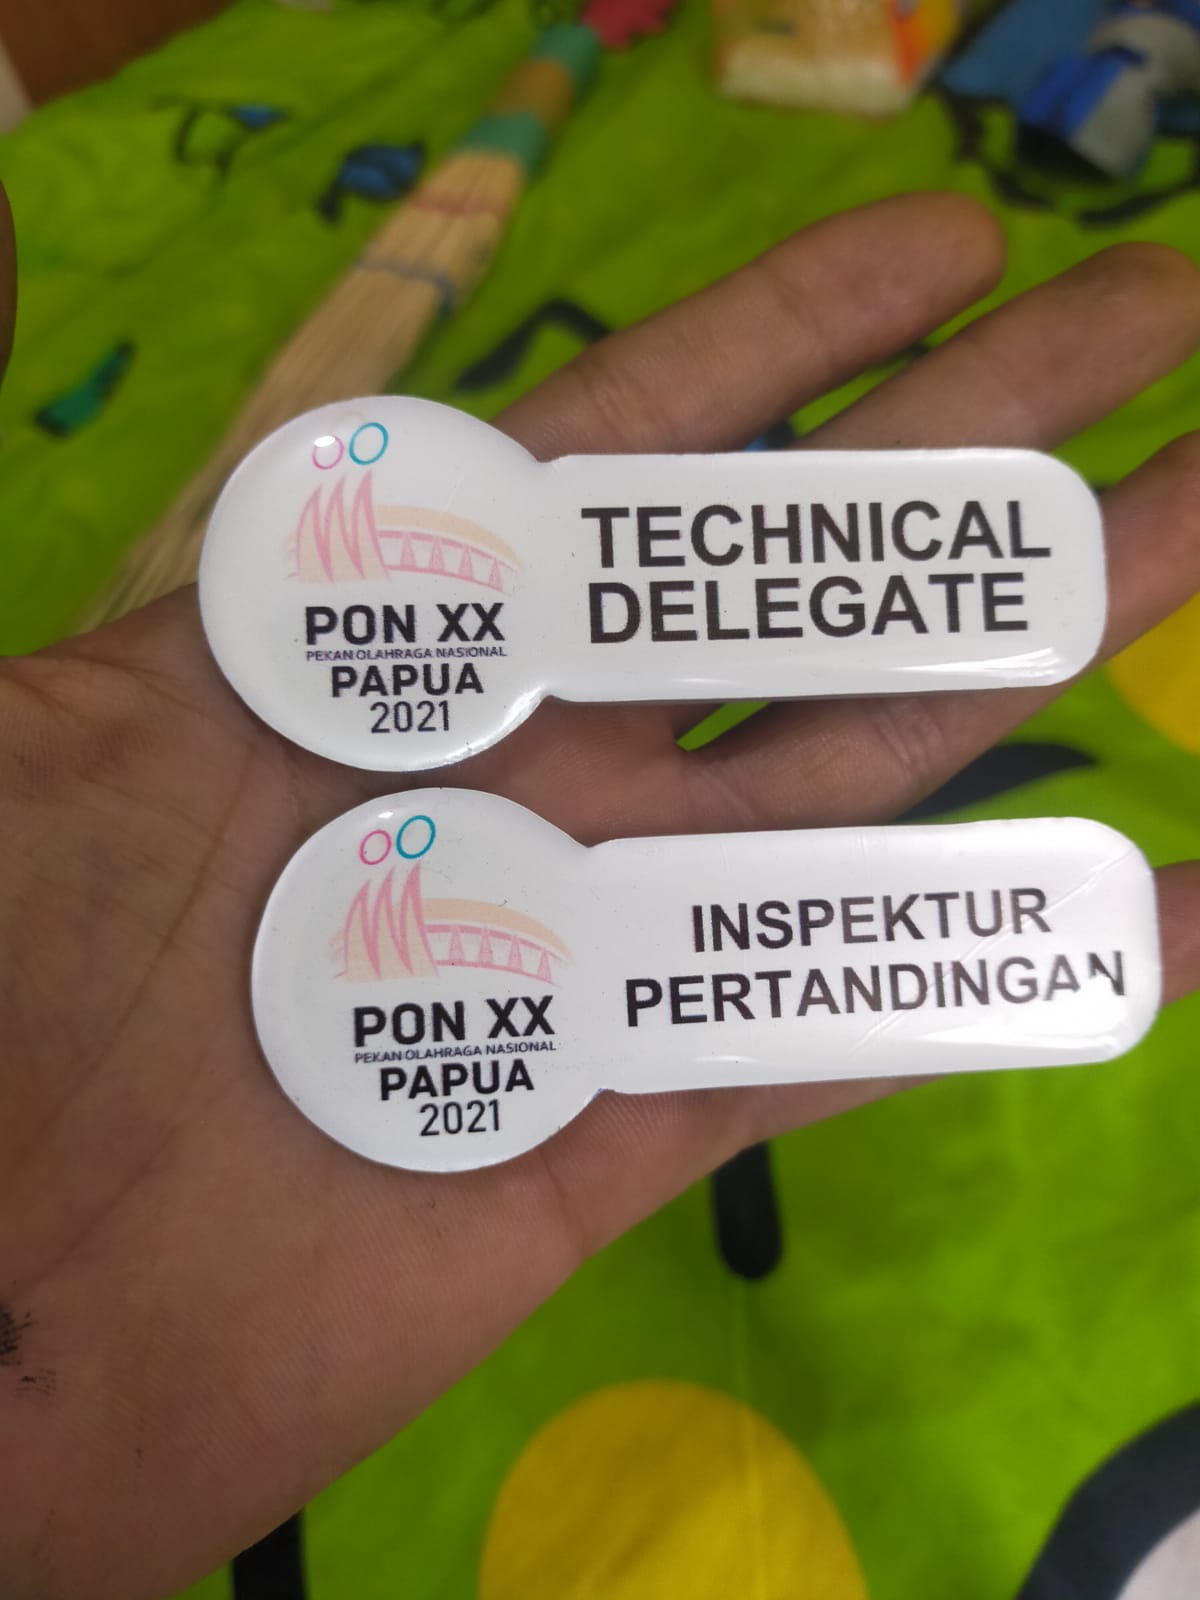 PON XX
PEKAN OLAHRAGA NASIONAL
PAPUA
2021
TECHNICAL
DELEGATE
PON XX
PEKAN OLAHRAGA NASIONAL
PAPUA
2021
INSPEKTUR
PERTANDINGAN